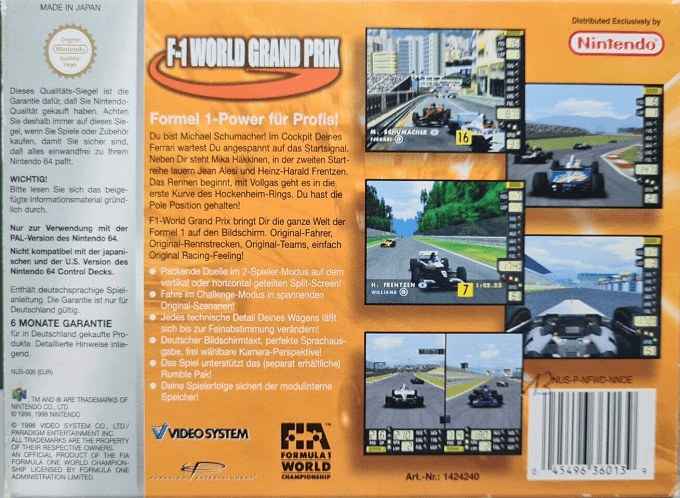 MADE IN JAPAN
Original
Nintendo
Qualitäts-
Siegel
Dieses Qualitäts-Siegel ist die
Garantie dafür, daß Sie Nintendo-
Qualität gekauft haben. Achten
Sie deshalb immer auf dieses Sie-
gel, wenn Sie Spiele oder Zubehör
kaufen, damit Sie sicher sind,
daß alles einwandfrei zu Ihrem
Nintendo 64 paßt.
WICHTIG!
Bitte lesen Sie sich das beige-
fügte Informationsmaterial gründ-
lich durch.
Nur zur Verwendung mit der
PAL-Version des Nintendo 64.
Nicht kompatibel mit der japani-
schen und der U.S. Version des
Nintendo 64 Control Decks.
Enthält deutschsprachige Spiel-
anleitung. Die Garantie ist nur für
Deutschland gültig.
6 MONATE GARANTIE
für in Deutschland gekaufte Pro-
dukte. Detaillierte Hinweise inlie-
gend.
NUS-006 (EUR)
, TM AND ® ARE TRADEMARKS OF
NINTENDO CO., LTD.
© 1996, 1999 NINTENDO
© 1998 VIDEO SYSTEM CO., LTD./
PARADIGM ENTERTAINMENT INC.
ALL TRADEMARKS ARE THE PROPERTY
OF THEIR RESPECTIVE OWNERS.
AN OFFICIAL PRODUCT OF THE FIA
FORMULA ONE WORLD CHAMPION-
SHIP LICENSED BY FORMULA ONE
ADMINISTRATION LIMITED.
F-1 WORLD GRAND PRIX
Formel 1-Power für Profis!
Du bist Michael Schumacher! Im Cockpit Deines
Ferrari wartest Du angespannt auf das Startsignal.
Neben Dir steht Mika Häkkinen, in der zweiten Start-
reihe lauern Jean Alesi und Heinz-Harald Frentzen.
Das Rennen beginnt, mit Vollgas geht es in die
erste Kurve des Hockenheim-Rings. Du hast die
Pole Position gehalten!
F1-World Grand Prix bringt Dir die ganze Welt der
Formel 1 auf den Bildschirm. Original-Fahrer,
Original-Rennstrecken, Original-Teams, einfach
Original Racing-Feeling!
• Packende Duelle im 2-Spieler-Modus auf dem
vertikal oder horizontal geteilten Split-Screen!
• Fahre im Challenge-Modus in spannenden
Original-Szenarien!
• Jedes technische Detail Deines Wagens läßt
sich bis zur Feinabstimmung verändern!
• Deutscher Bildschirmtext, perfekte Sprachaus-
gabe, frei wählbare Kamera-Perspektive!
• Das Spiel unterstützt das (separat erhältliche)
Rumble Pak!
• Deine Spielerfolge sichert der modulinterne
Speicher!
VIDEO SYSTEM
PARADIGM ENTERTAINMENT
FIA
FORMULA 1
WORLD
CHAMPIONSHIP
Distributed Exclusively by
Nintendo
M. SCHUMACHER
FERRARI
16
H. FRENTZEN
WILLIAMS
7
1:02.23
Mobil
12
NUS-P-NFWD-NNOE
0 45496 36013 9
Art.-Nr.: 1424240